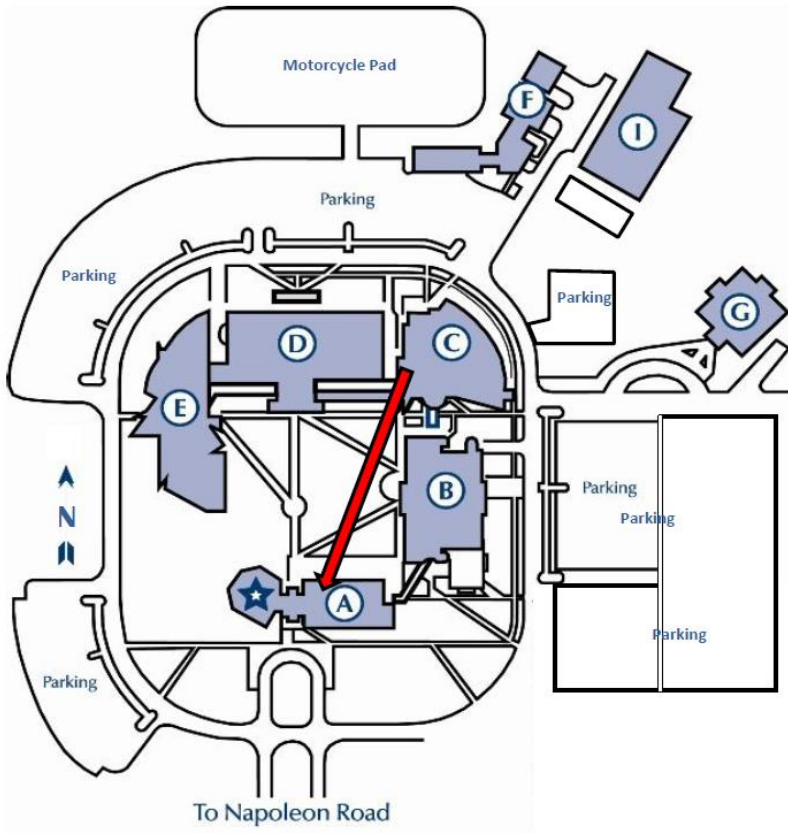 Motorcycle Pad
F
I
Parking
Parking
Parking
G
D
C
E
Parking
B
Parking
N
A
Parking
Parking
To Napoleon Road